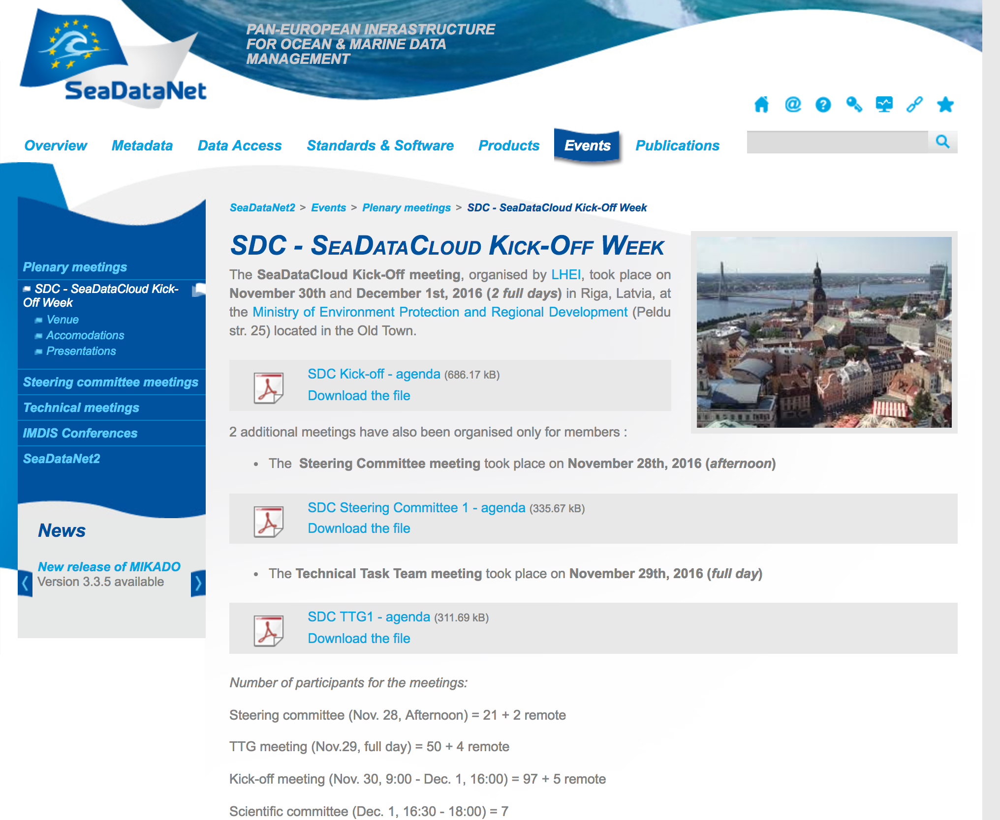 PAN-EUROPEAN INFRASTRUCTURE
FOR OCEAN & MARINE DATA
MANAGEMENT
SeaDataNet
Overview
Metadata
Data Access
Standards & Software
Products
Events
Publications
SeaDataNet2 > Events > Plenary meetings > SDC - SeaDataCloud Kick-Off Week
Plenary meetings
SDC - SeaDataCloud Kick-
Off Week
Venue
Accomodations
Presentations
Steering committee meetings
Technical meetings
IMDIS Conferences
SeaDataNet2
News
New release of MIKADO
Version 3.3.5 available
SDC - SeaDataCloud Kick-Off Week
The SeaDataCloud Kick-Off meeting, organised by LHEI, took place on
November 30th and December 1st, 2016 (2 full days) in Riga, Latvia, at
the Ministry of Environment Protection and Regional Development (Peldu
str. 25) located in the Old Town.
SDC Kick-off - agenda (686.17 kB)
Download the file
2 additional meetings have also been organised only for members :
• The Steering Committee meeting took place on November 28th, 2016 (afternoon)
SDC Steering Committee 1 - agenda (335.67 kB)
Download the file
• The Technical Task Team meeting took place on November 29th, 2016 (full day)
SDC TTG1 - agenda (311.69 kB)
Download the file
Number of participants for the meetings:
Steering committee (Nov. 28, Afternoon) = 21 + 2 remote
TTG meeting (Nov.29, full day) = 50 + 4 remote
Kick-off meeting (Nov. 30, 9:00 - Dec. 1, 16:00) = 97 + 5 remote
Scientific committee (Dec. 1, 16:30 - 18:00) = 7